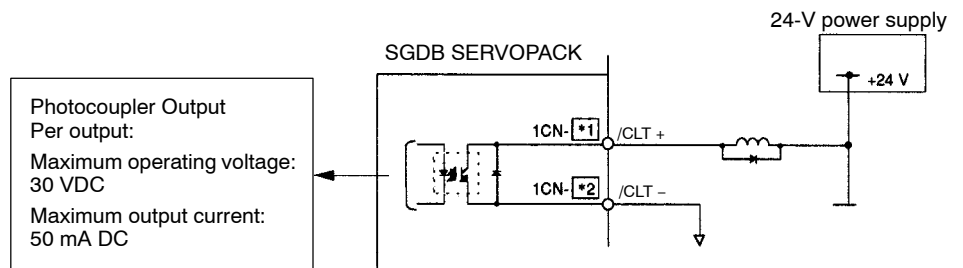 24-V power supply
+24 V
SGDB SERVOPACK
Photocoupler Output
Per output:
Maximum operating voltage:
30 VDC
Maximum output current:
50 mA DC
1CN- *1 /CLT +
1CN- *2 /CLT –